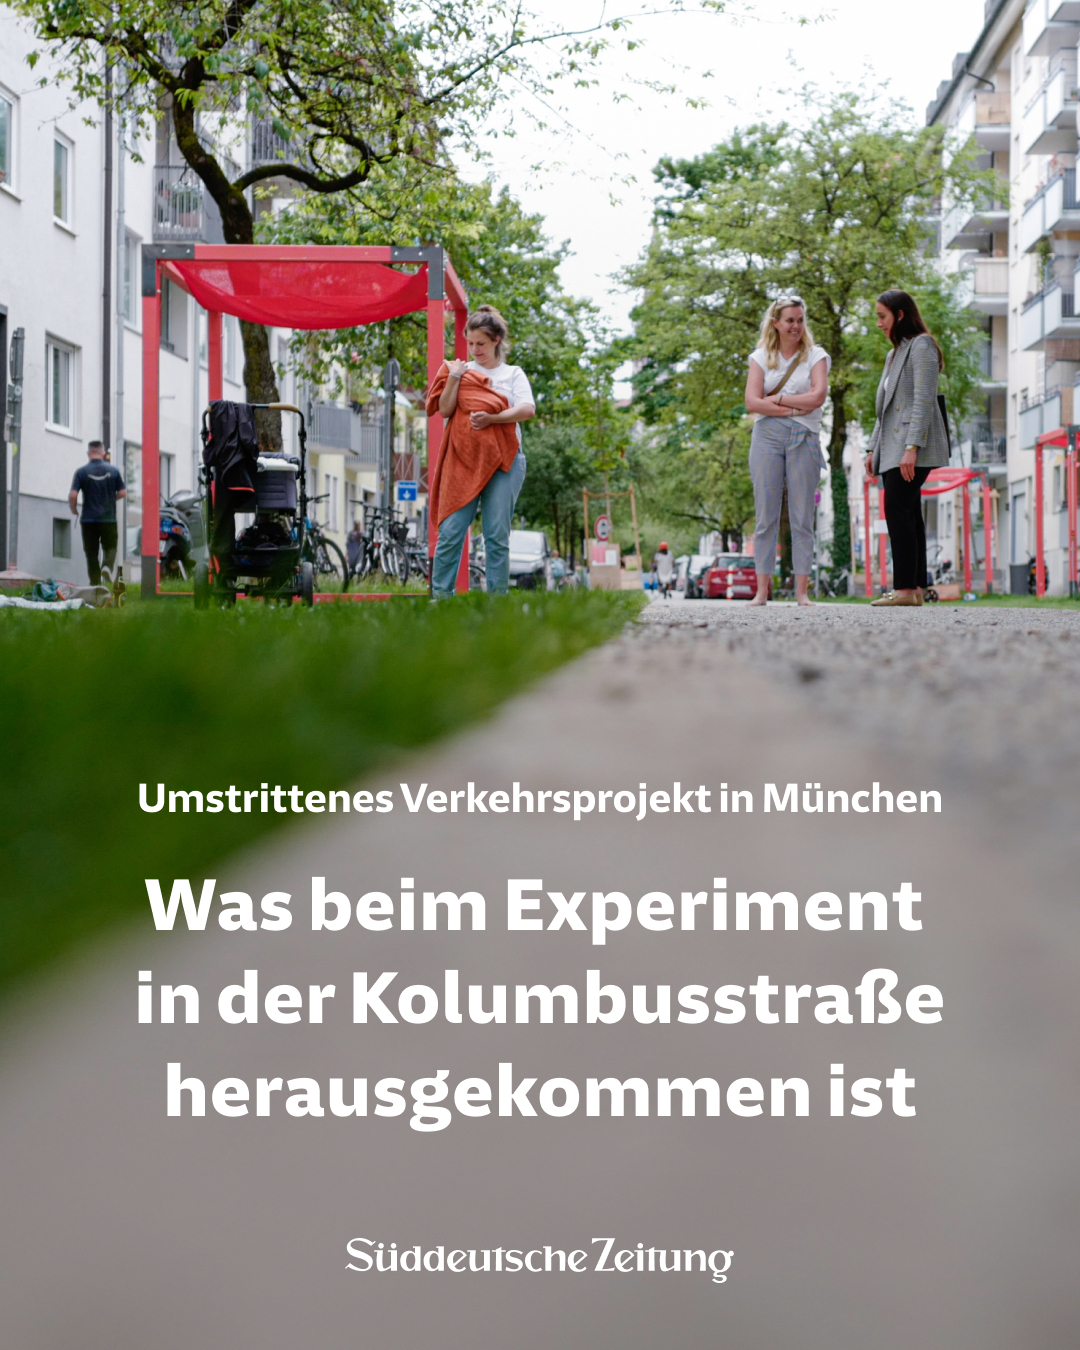 Umstrittenes Verkehrsprojekt in München
Was beim Experiment
in der Kolumbusstraße
herausgekommen ist
Süddeutsche Zeitung